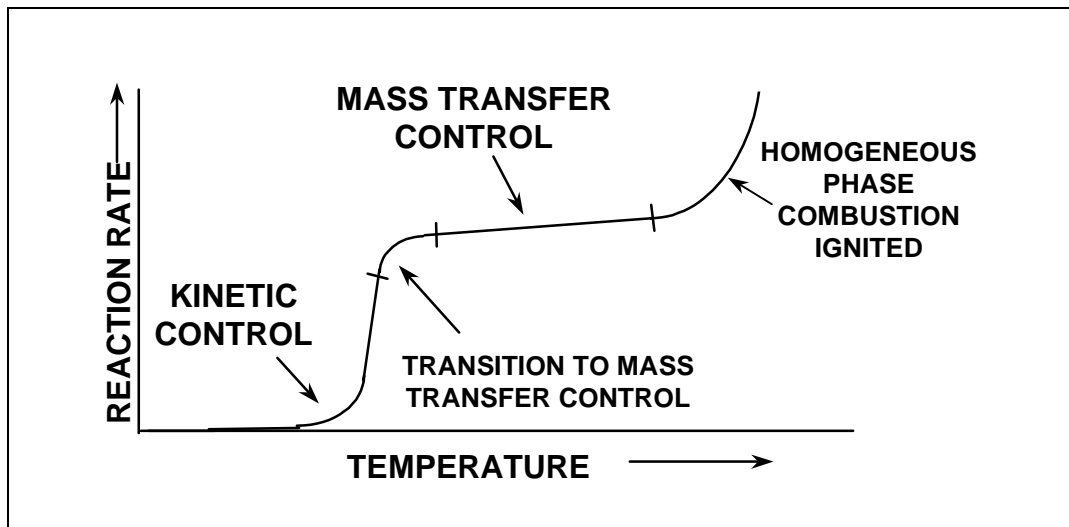 MASS TRANSFER
CONTROL
HOMOGENEOUS
PHASE
COMBUSTION
IGNITED
REACTION RATE
KINETIC
CONTROL
TRANSITION TO MASS
TRANSFER CONTROL
TEMPERATURE